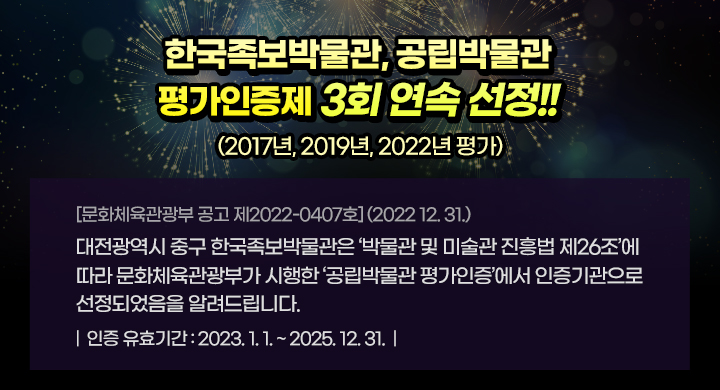 한국족보박물관, 공립박물관
평가인증제 3회 연속 선정!!
(2017년, 2019년, 2022년 평가)
[문화체육관광부 공고 제2022-0407호] (2022 12. 31.)
대전광역시 중구 한국족보박물관은 ‘박물관 및 미술관 진흥법 제26조’에
따라 문화체육관광부가 시행한 ‘공립박물관 평가인증’에서 인증기관으로
선정되었음을 알려드립니다.
| 인증 유효기간 : 2023. 1. 1. ~ 2025. 12. 31. |